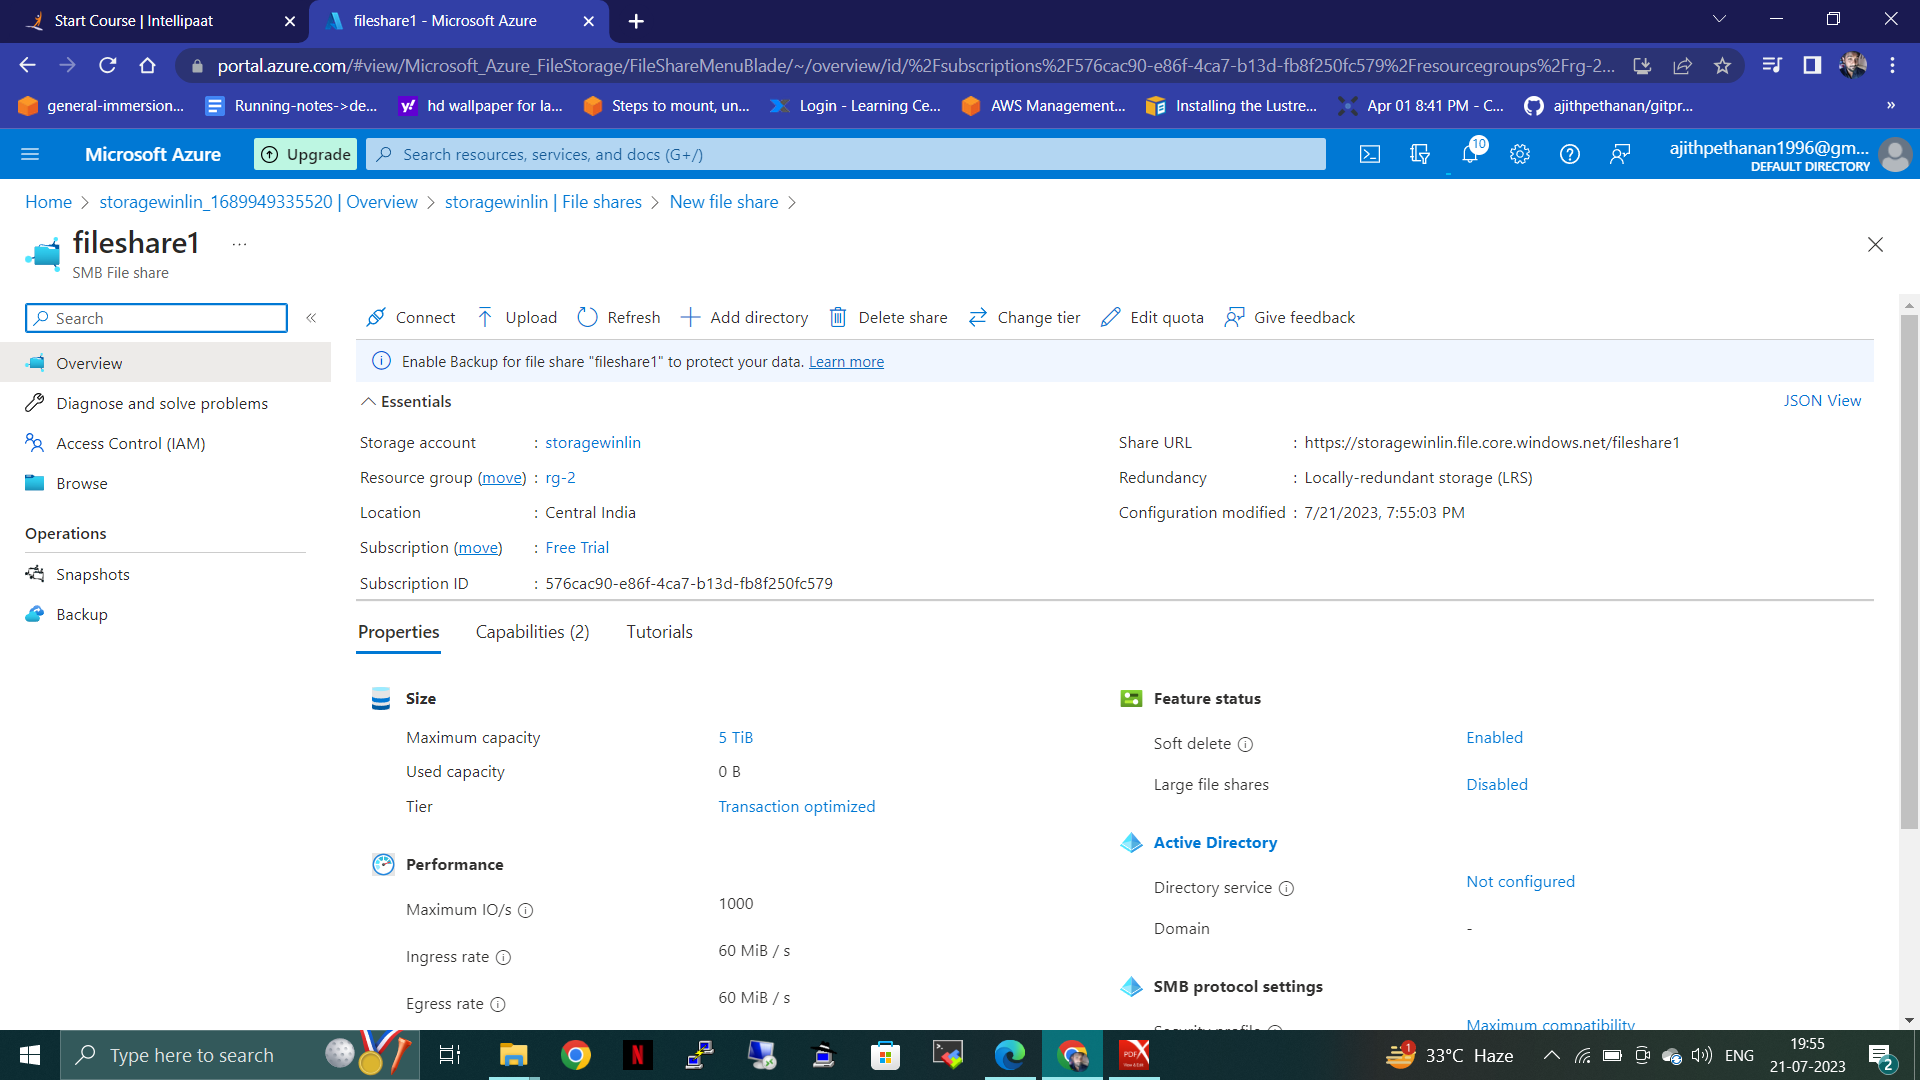 Start Course | Intellipaat
fileshare1 - Microsoft Azure
portal.azure.com/#view/Microsoft_Azure_FileStorage/FileShareMenuBlade/~/overview/id/%2Fsubscriptions%2F576cac90-e86f-4ca7-b13d-fb8f250fc579%2Fresourcegroups%2Frg-2...
general-immersion...
Running-notes->de...
hd wallpaper for la...
Steps to mount, un...
Login - Learning Ce...
AWS Management...
Installing the Lustre...
Apr 01 8:41 PM - C...
ajithpethanan/gitpr...
»
Microsoft Azure
Upgrade
Search resources, services, and docs (G+/)
10
ajithpethanan1996@gm...
DEFAULT DIRECTORY
Home > storagewinlin_1689949335520 | Overview > storagewinlin | File shares > New file share >
fileshare1 ...
SMB File share
Search
«
Overview
Diagnose and solve problems
Access Control (IAM)
Browse
Operations
Snapshots
Backup
Connect
Upload
Refresh
Add directory
Delete share
Change tier
Edit quota
Give feedback
Enable Backup for file share "fileshare1" to protect your data. Learn more
Essentials
JSON View
Storage account : storagewinlin
Resource group (move) : rg-2
Location : Central India
Subscription (move) : Free Trial
Subscription ID : 576cac90-e86f-4ca7-b13d-fb8f250fc579
Share URL : https://storagewinlin.file.core.windows.net/fileshare1
Redundancy : Locally-redundant storage (LRS)
Configuration modified : 7/21/2023, 7:55:03 PM
Properties
Capabilities (2)
Tutorials
Size
Maximum capacity 5 TiB
Used capacity 0 B
Tier Transaction optimized
Performance
Maximum IO/s 1000
Ingress rate 60 MiB / s
Egress rate 60 MiB / s
Feature status
Soft delete Enabled
Large file shares Disabled
Active Directory
Directory service Not configured
Domain -
SMB protocol settings
Security profile Maximum compatibility
Type here to search
N
PDF
1
33°C Haze
ENG
19:55
21-07-2023
2